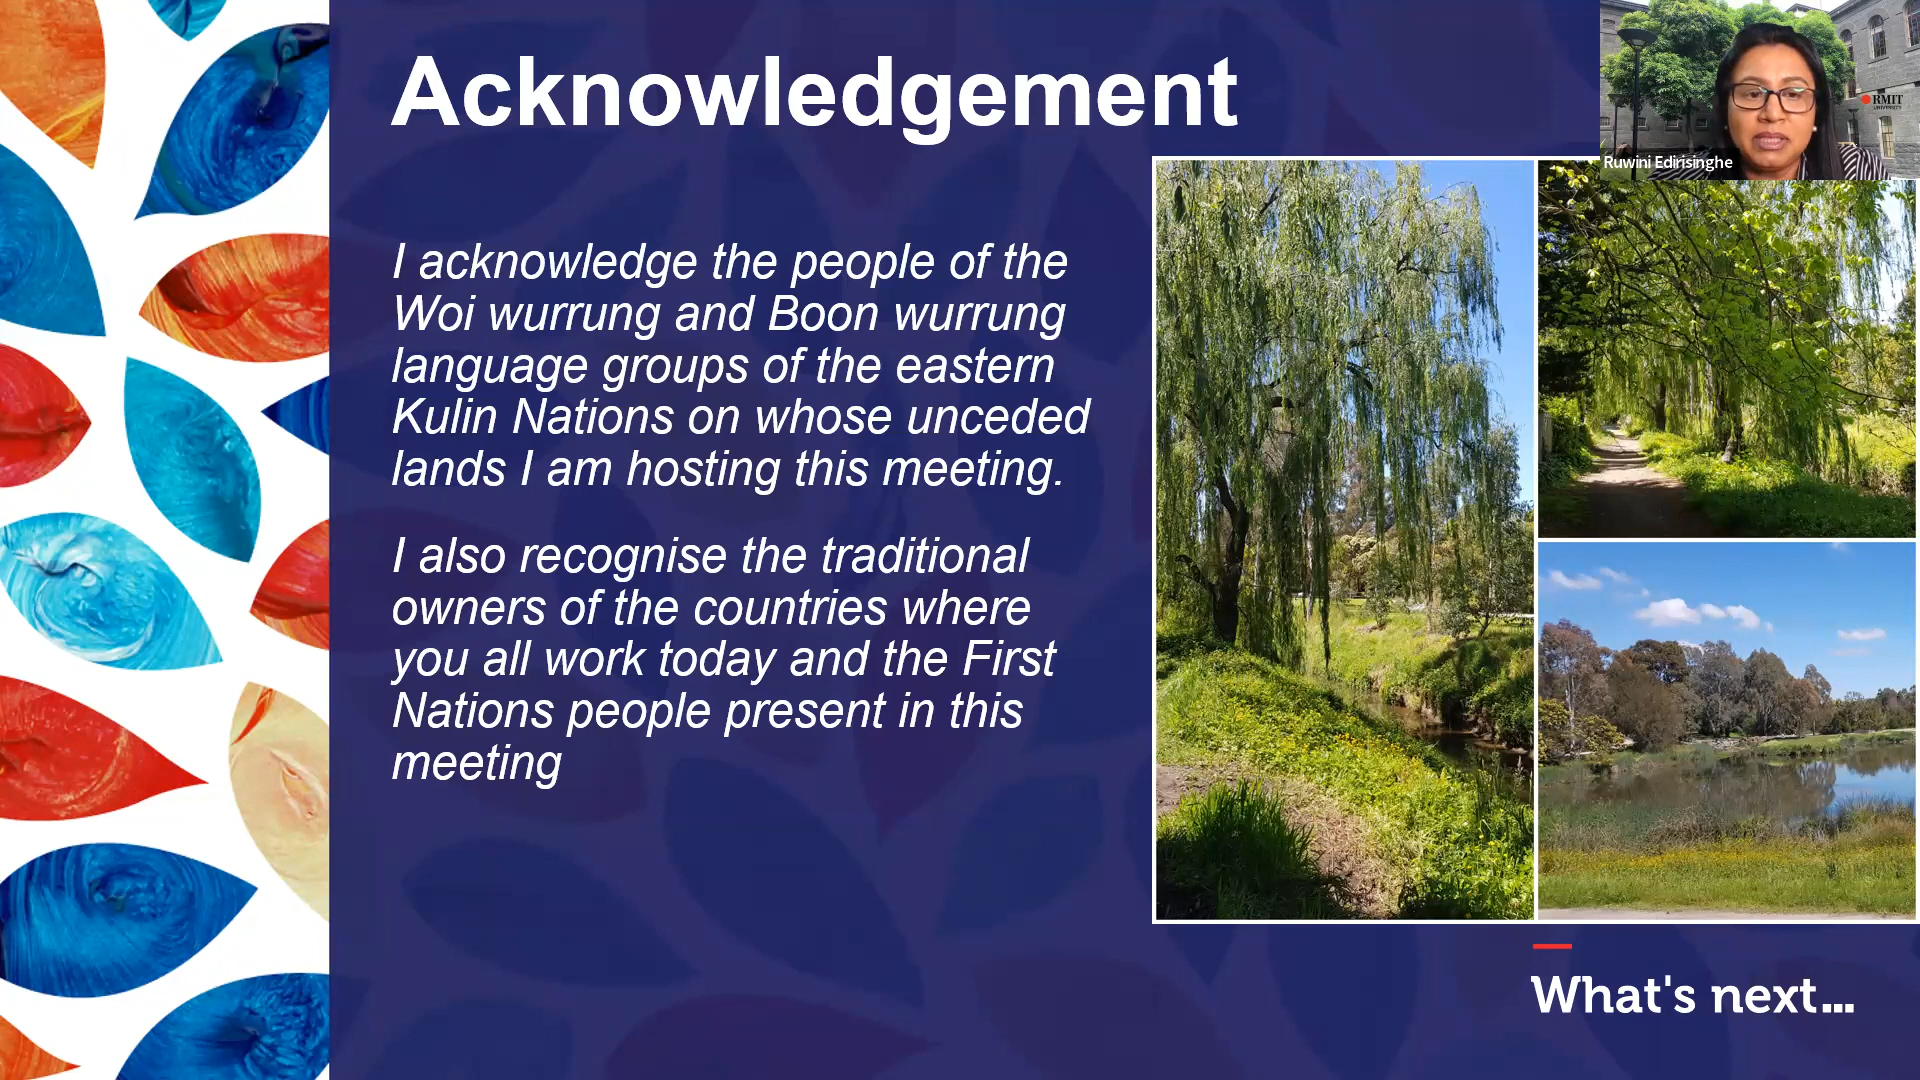 Acknowledgement
RMIT
UNIVERSITY
Ruwini Edirisinghe
I acknowledge the people of the
Woi wurrung and Boon wurrung
language groups of the eastern
Kulin Nations on whose unceded
lands I am hosting this meeting.
I also recognise the traditional
owners of the countries where
you all work today and the First
Nations people present in this
meeting
What's next...